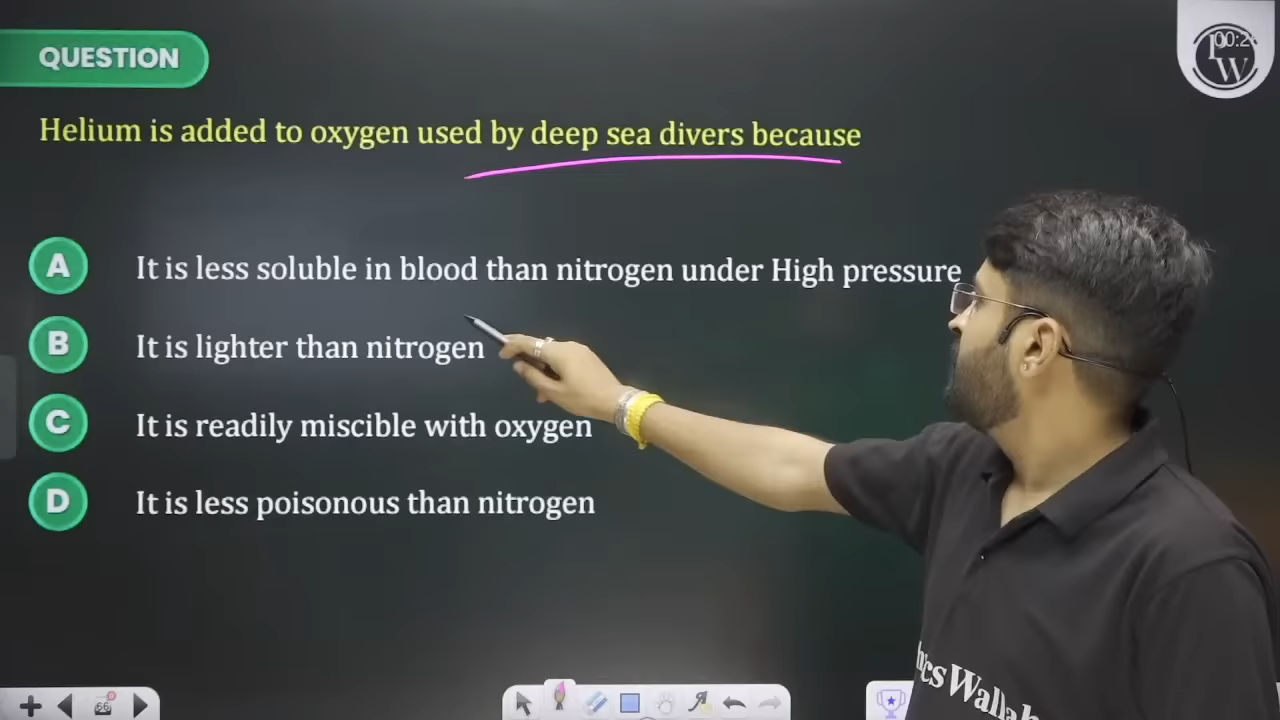 QUESTION
Helium is added to oxygen used by deep sea divers because
A It is less soluble in blood than nitrogen under High pressure
B It is lighter than nitrogen
C It is readily miscible with oxygen
D It is less poisonous than nitrogen
PW
66